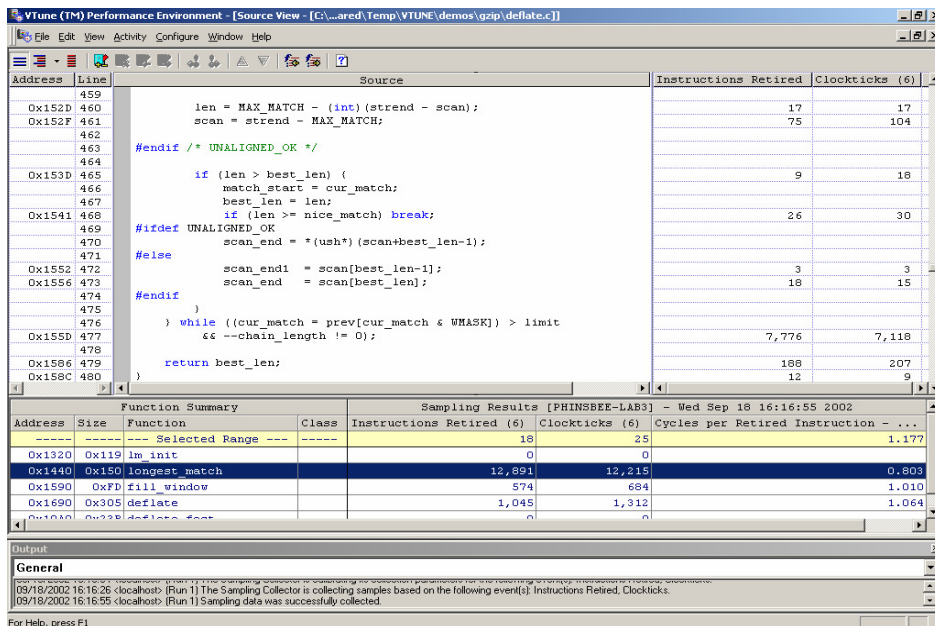 VTune (TM) Performance Environment - [Source View - [C:\...ared\Temp\VTUNE\demos\gzip\deflate.c]]
File Edit View Activity Configure Window Help
Address Line Source Instructions Retired Clockticks (6)
459
0x152D 460 len = MAX_MATCH - (int)(strend - scan); 17 17
0x152F 461 scan = strend - MAX_MATCH; 75 104
462
463 #endif /* UNALIGNED_OK */
464
0x153D 465 if (len > best_len) { 9 18
466 match_start = cur_match;
467 best_len = len;
0x1541 468 if (len >= nice_match) break; 26 30
469 #ifdef UNALIGNED_OK
470 scan_end = *(ush*)(scan+best_len-1);
471 #else
0x1552 472 scan_end1 = scan[best_len-1]; 3 3
0x1556 473 scan_end = scan[best_len]; 18 15
474 #endif
475 }
476 } while ((cur_match = prev[cur_match & WMASK]) > limit
0x155D 477 && --chain_length != 0); 7,776 7,118
478
0x1586 479 return best_len; 188 207
0x158C 480 } 12 9
Function Summary Sampling Results [PHINSBEE-LAB3] - Wed Sep 18 16:16:55 2002
Address Size Function Class Instructions Retired (6) Clockticks (6) Cycles per Retired Instruction - ...
----- ----- --- Selected Range --- ----- 18 25 1.177
0x1320 0x119 lm_init 0 0
0x1440 0x150 longest_match 12,891 12,215 0.803
0x1590 0xFD fill_window 574 684 1.010
0x1690 0x305 deflate 1,045 1,312 1.064
Output
General
09/18/2002 16:16:26 <localhost> (Run 1) The Sampling Collector is collecting samples based on the following event(s): Instructions Retired, Clockticks.
09/18/2002 16:16:55 <localhost> (Run 1) Sampling data was successfully collected.
For Help, press F1